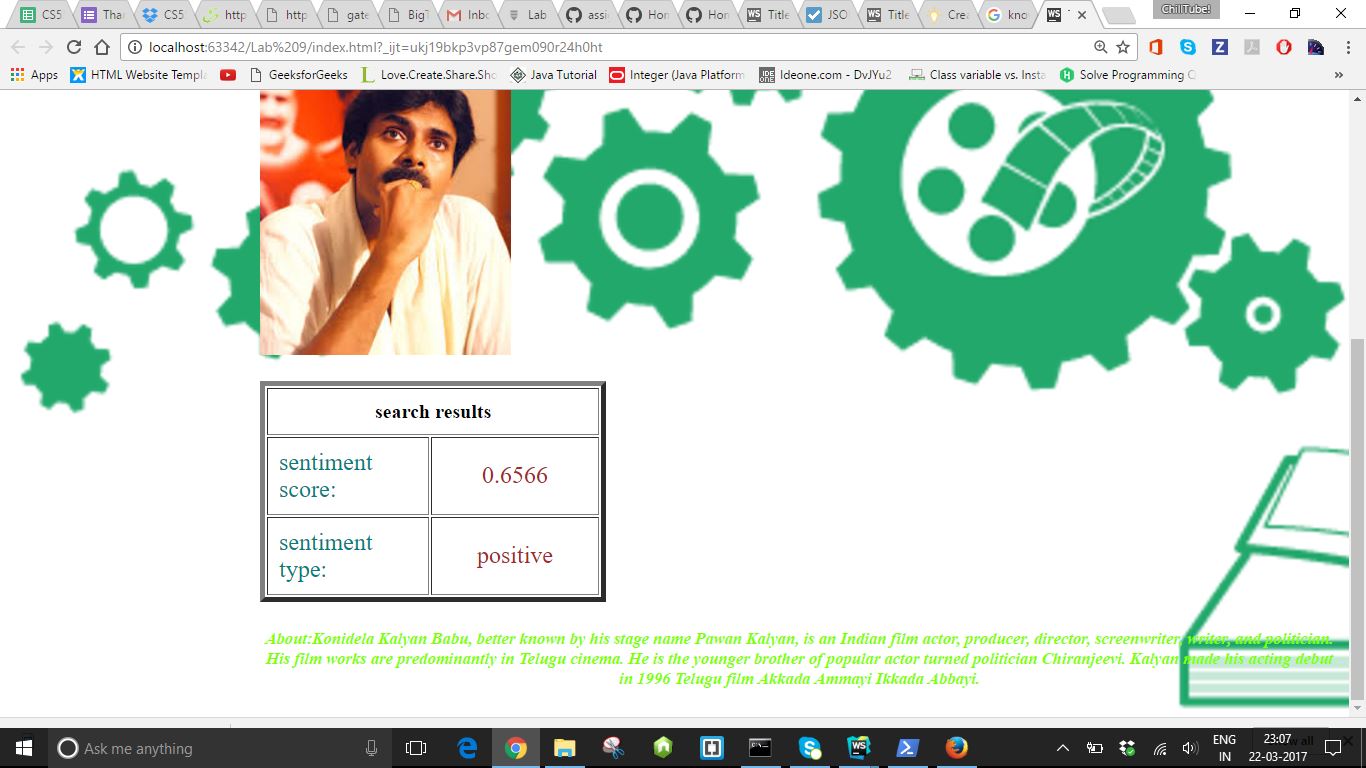 CS5
Thai
CS5
http
http
gate
BigT
Inbo
Lab
assic
Hom
Hom
Title
JSO
Title
Crea
kno
ChillTube!
localhost:63342/Lab%209/index.html?_ijt=ukj19bkp3vp87gem090r24h0ht
Apps
HTML Website Templa
GeeksforGeeks
Love.Create.Share.Sho
Java Tutorial
Integer (Java Platform
Ideone.com - DvJYu2
Class variable vs. Insta
Solve Programming Q
»
search results
sentiment
score:
0.6566
sentiment
type:
positive
About:Konidela Kalyan Babu, better known by his stage name Pawan Kalyan, is an Indian film actor, producer, director, screenwriter, writer, and politician.
His film works are predominantly in Telugu cinema. He is the younger brother of popular actor turned politician Chiranjeevi. Kalyan made his acting debut
in 1996 Telugu film Akkada Ammayi Ikkada Abbayi.
Ask me anything
ENG
IN
23:07
22-03-2017